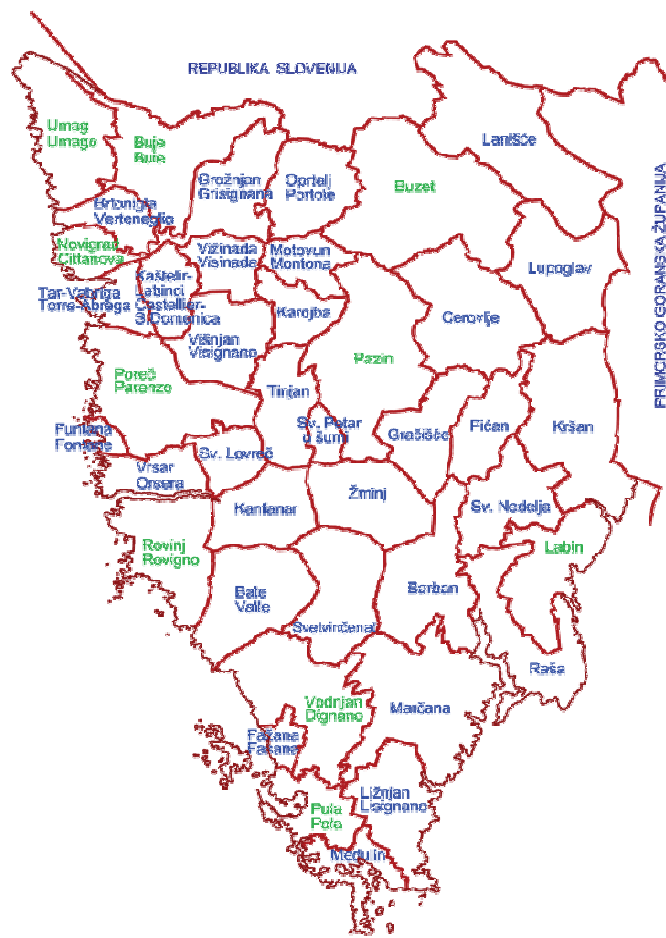 REPUBLIKA SLOVENIJA
Umag
Umago
Buje
Buie
Grožnjan
Grisignana
Oprtalj
Portole
Buzet
Lanišće
Brtonigla
Verteneglio
Novigrad
Cittanova
Vižinada
Visinada
Motovun
Montona
Lupoglav
PRIMORSKO GORANSKA ŽUPANIJA
Tar-Vabriga
Torre-Abrega
Kaštelir-
Labinci
Castellier-
S.Domenica
Karojba
Cerovlje
Višnjan
Visignano
Pazin
Poreč
Parenzo
Tinjan
Sv. Petar
u šumi
Gračišće
Pićan
Kršan
Funtana
Fontane
Sv. Lovreč
Vrsar
Orsera
Kanfanar
Žminj
Sv. Nedelja
Rovinj
Rovigno
Labin
Bale
Valle
Barban
Svetvinčenat
Raša
Vodnjan
Dignano
Marčana
Fažana
Fasana
Ližnjan
Lisignano
Pula
Pola
Medulin